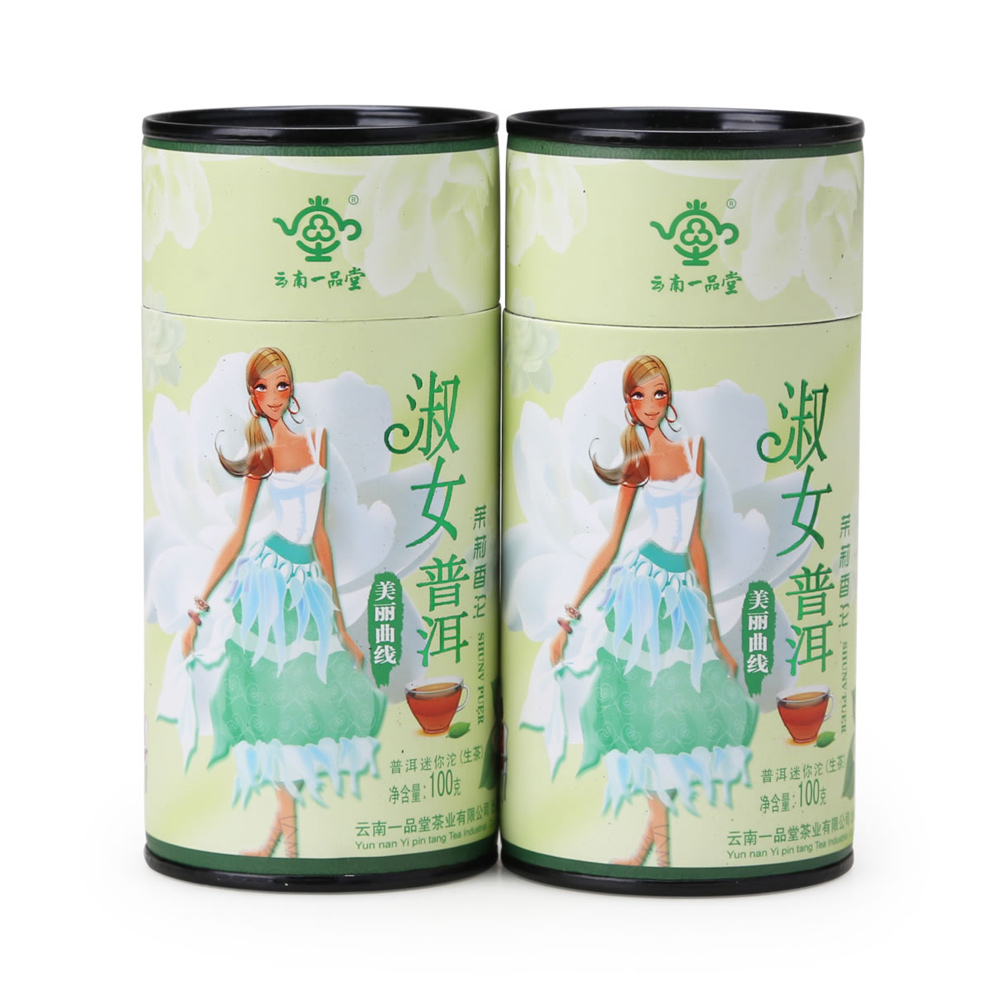 ®
云南一品堂
淑女普洱
茉莉香沱 SHUNV PUER
美丽曲线
普洱迷你沱(生茶)
净含量:100克
云南一品堂茶业有限公司
Yun nan Yi pin tang Tea Industrial
®
云南一品堂
淑女普洱
茉莉香沱 SHUNV PUER
美丽曲线
普洱迷你沱(生茶)
净含量:100克
云南一品堂茶业有限公
Yun nan Yi pin tang Tea Industrial